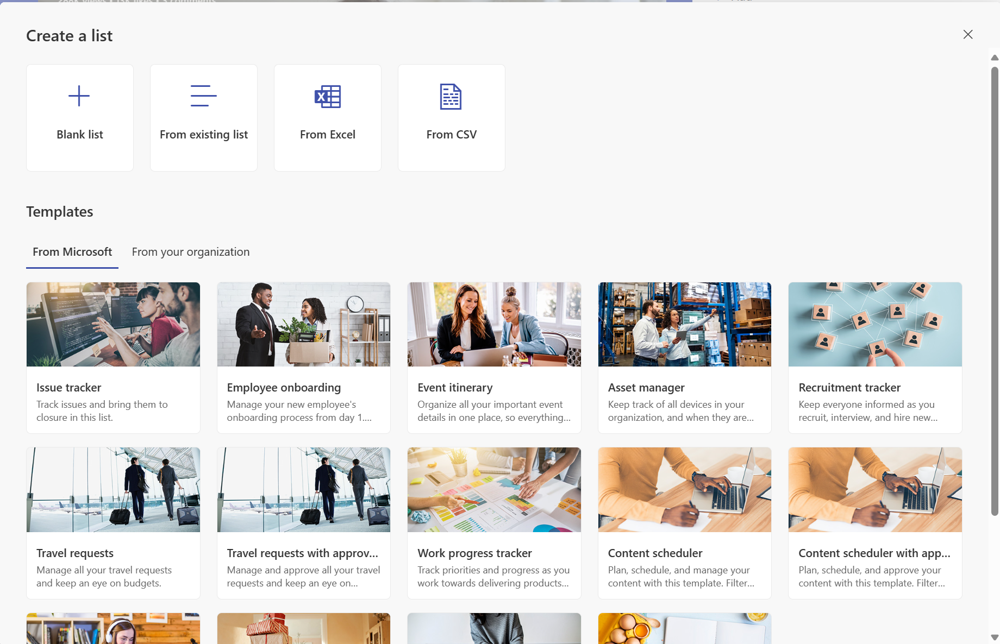 Create a list
Blank list
From existing list
From Excel
From CSV
Templates
From Microsoft
From your organization
Issue tracker
Track issues and bring them to
closure in this list.
Employee onboarding
Manage your new employee's
onboarding process from day 1....
Event itinerary
Organize all your important event
details in one place, so everything...
Asset manager
Keep track of all devices in your
organization, and when they are...
Recruitment tracker
Keep everyone informed as you
recruit, interview, and hire new...
Travel requests
Manage all your travel requests
and keep an eye on budgets.
Travel requests with approv...
Manage and approve all your travel
requests and keep an eye on...
Work progress tracker
Track priorities and progress as you
work towards delivering products...
Content scheduler
Plan, schedule, and manage your
content with this template. Filter...
Content scheduler with app...
Plan, schedule, and approve your
content with this template. Filter...